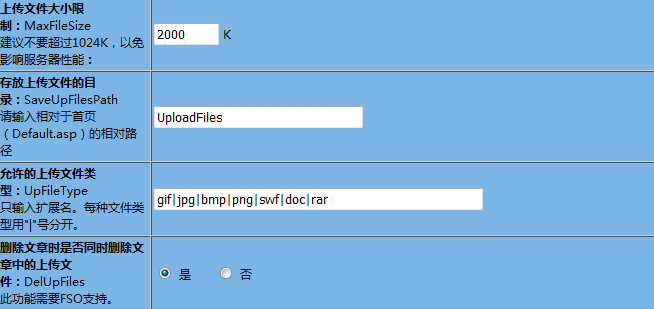 上传文件大小限
制：MaxFileSize
建议不要超过1024K，以免
影响服务器性能：
2000 K
存放上传文件的目
录：SaveUpFilesPath
请输入相对于首页
（Default.asp）的相对路
径
UploadFiles
允许的上传文件类
型：UpFileType
只输入扩展名。每种文件类
型用"|"号分开。
gif|jpg|bmp|png|swf|doc|rar
删除文章时是否同时删除文
章中的上传文
件：DelUpFiles
此功能需要FSO支持。
是 否